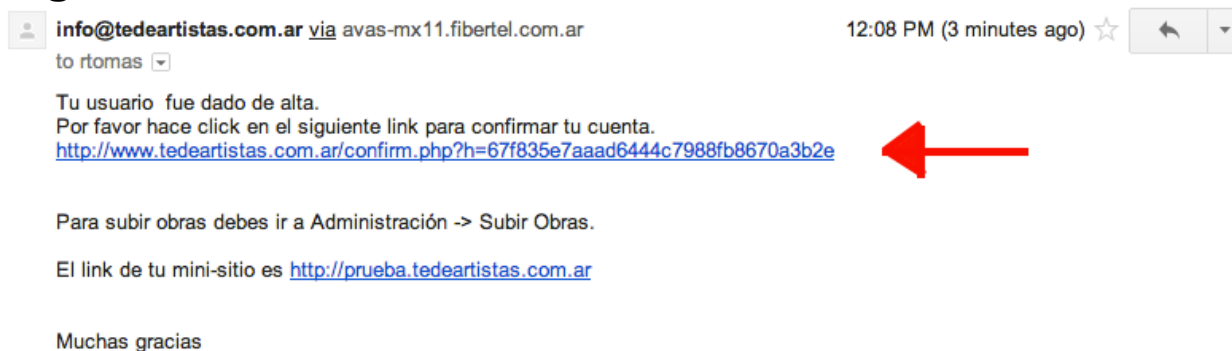 info@tedeartistas.com.ar via avas-mx11.fibertel.com.ar 12:08 PM (3 minutes ago)
to rtomas
Tu usuario  fue dado de alta.
Por favor hace click en el siguiente link para confirmar tu cuenta.
http://www.tedeartistas.com.ar/confirm.php?h=67f835e7aaad6444c7988fb8670a3b2e
Para subir obras debes ir a Administración -> Subir Obras.
El link de tu mini-sitio es http://prueba.tedeartistas.com.ar
Muchas gracias